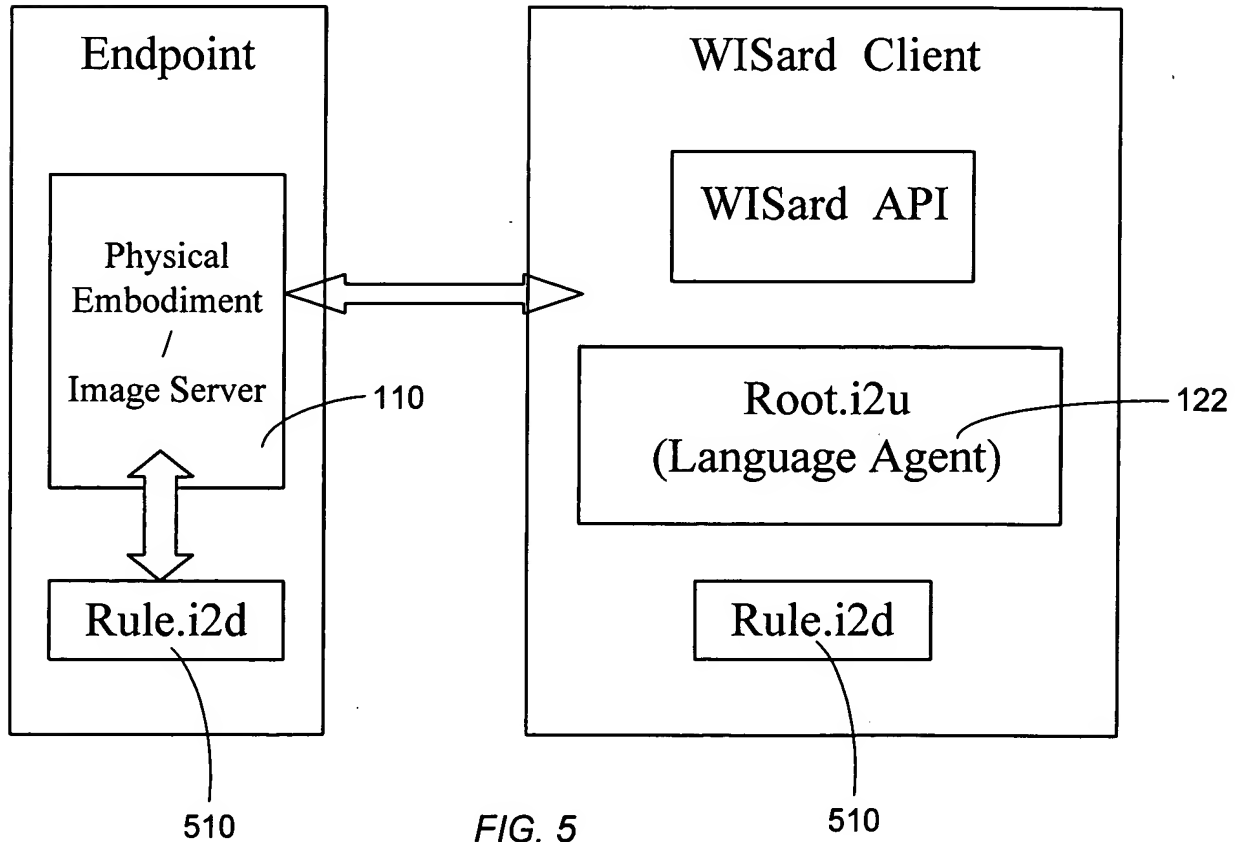 Endpoint
Physical
Embodiment
/
Image Server
110
Rule.i2d
510
WISard Client
WISard API
Root.i2u
(Language Agent)
122
Rule.i2d
510
FIG. 5